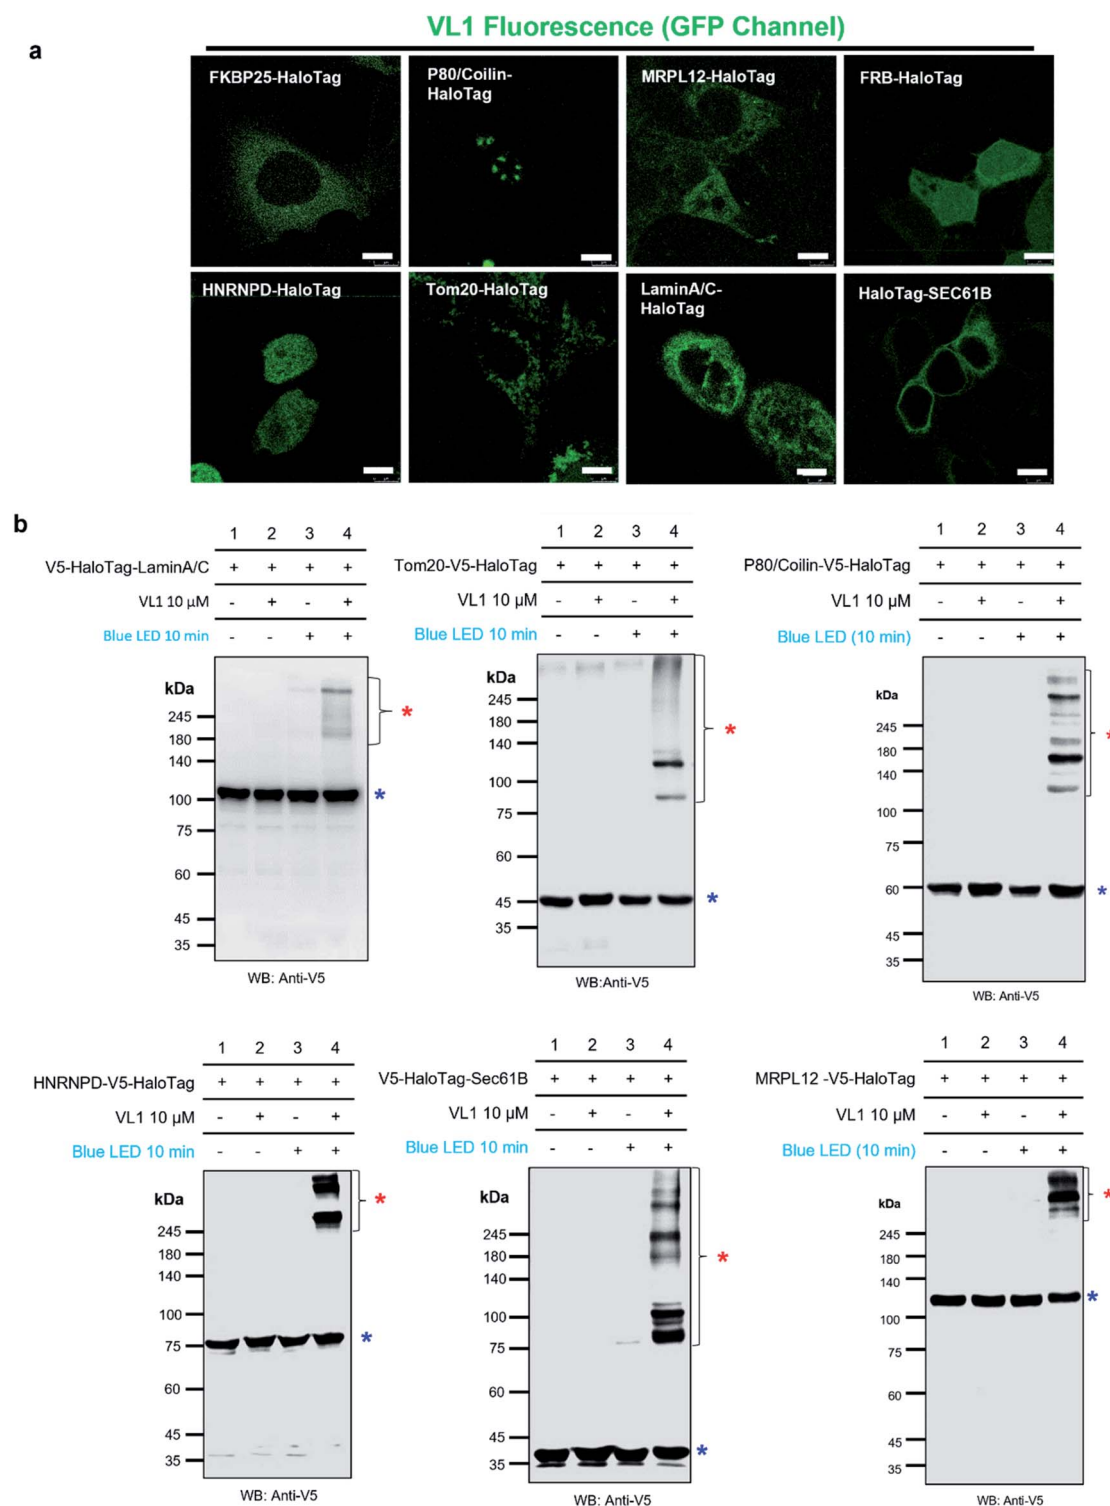 VL1 Fluorescence (GFP Channel)
a
FKBP25-HaloTag
P80/Coilin-
HaloTag
MRPL12-HaloTag
FRB-HaloTag
HNRNPD-HaloTag
Tom20-HaloTag
LaminA/C-
HaloTag
HaloTag-SEC61B
b
1 2 3 4
V5-HaloTag-LaminA/C + + + +
VL1 10 µM - + - +
Blue LED 10 min - - + +
kDa
245
180
*
140
100
*
75
60
45
35
WB: Anti-V5
1 2 3 4
Tom20-V5-HaloTag + + + +
VL1 10 µM - + - +
Blue LED 10 min - - + +
kDa
245
180
*
140
100
75
60
45
*
35
WB:Anti-V5
1 2 3 4
P80/Coilin-V5-HaloTag + + + +
VL1 10 µM - + - +
Blue LED (10 min) - - + +
kDa
245
*
180
140
100
75
60
*
45
35
WB: Anti-V5
1 2 3 4
HNRNPD-V5-HaloTag + + + +
VL1 10 µM - + - +
Blue LED 10 min - - + +
kDa
*
245
180
140
100
75
*
60
45
35
WB: Anti-V5
1 2 3 4
V5-HaloTag-Sec61B + + + +
VL1 10 µM - + - +
Blue LED 10 min - - + +
kDa
245
180
*
140
100
75
60
45
*
35
WB: Anti-V5
1 2 3 4
MRPL12 -V5-HaloTag + + + +
VL1 10 µM - + - +
Blue LED (10 min) - - + +
kDa
*
245
180
140
*
100
75
60
45
35
WB: Anti-V5